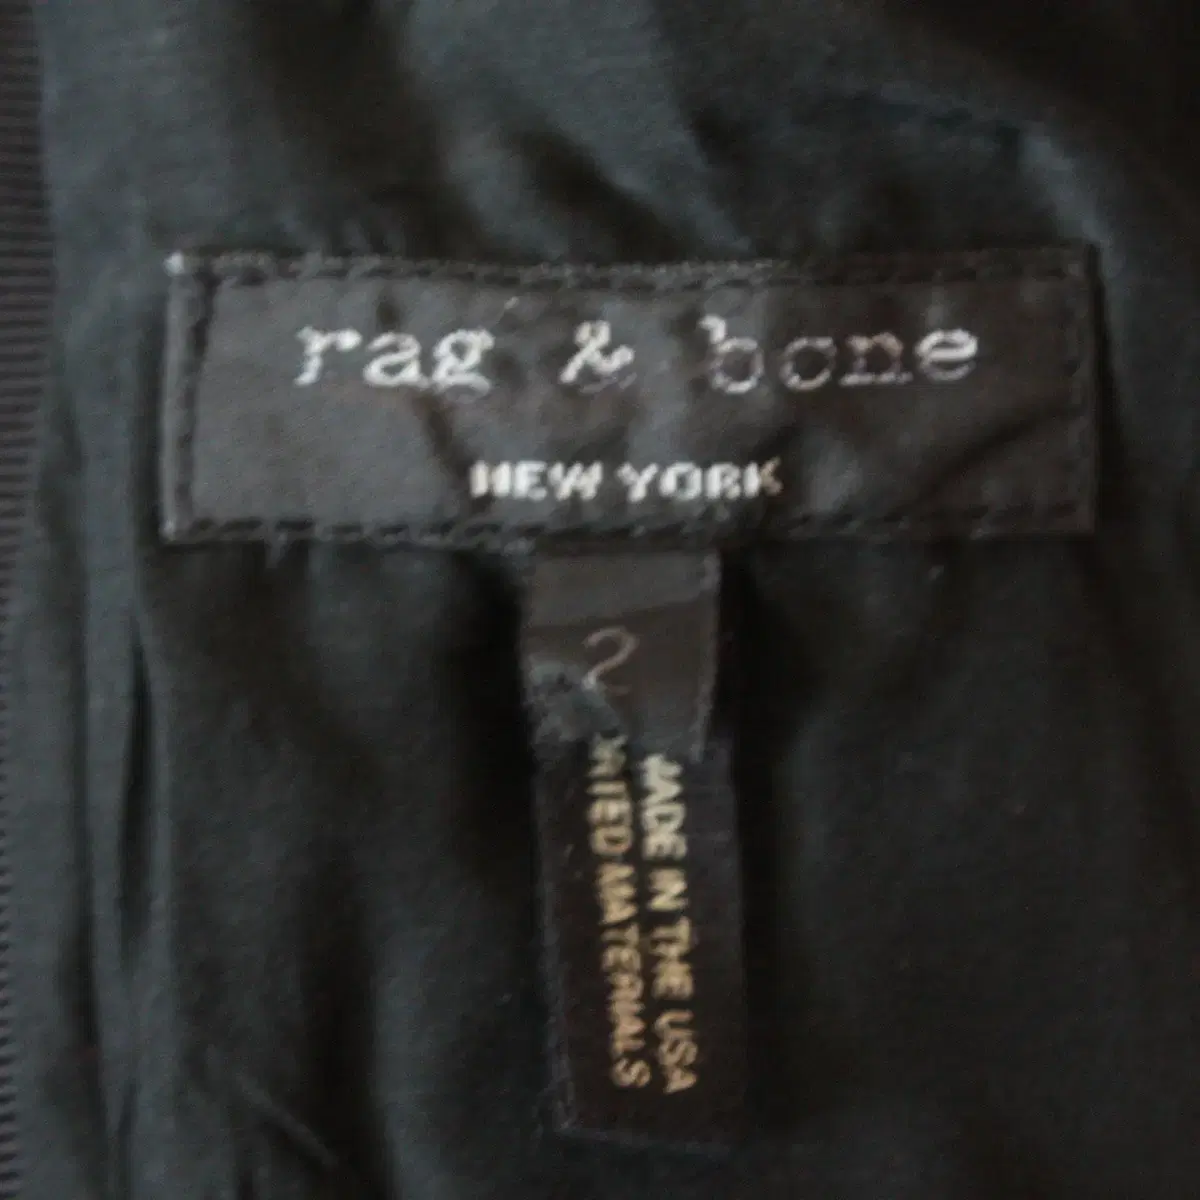 rag & bone
NEW YORK
2
MADE IN THE USA
MATERIALS